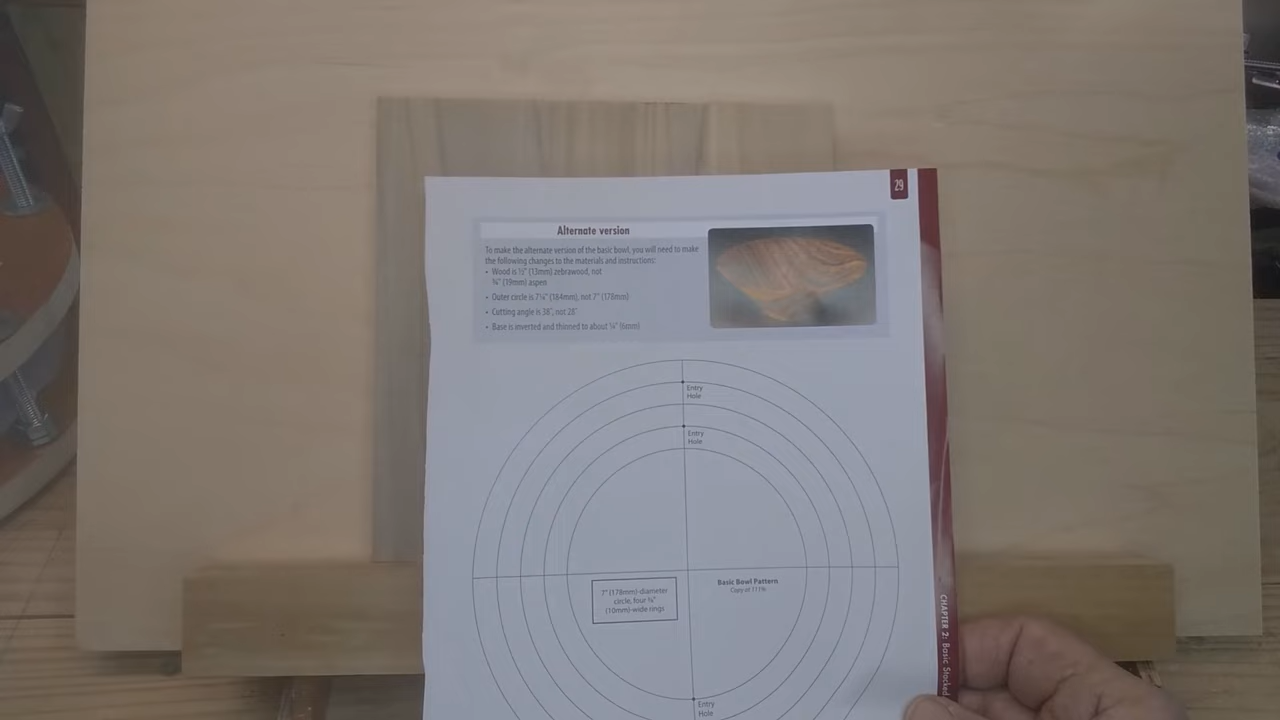 29
Alternate version
To make the alternate version of the basic bowl, you will need to make
the following changes to the materials and instructions:
• Wood is ½" (13mm) zebrawood, not
¾" (19mm) aspen
• Outer circle is 7¼" (184mm), not 7" (178mm)
• Cutting angle is 38°, not 28°
• Base is inverted and thinned to about ¼" (6mm)
Entry
Hole
Entry
Hole
7" (178mm)-diameter
circle, four ⅜"
(10mm)-wide rings
Basic Bowl Pattern
Copy at 111%
Entry
Hole
CHAPTER 2: Basic Stacked